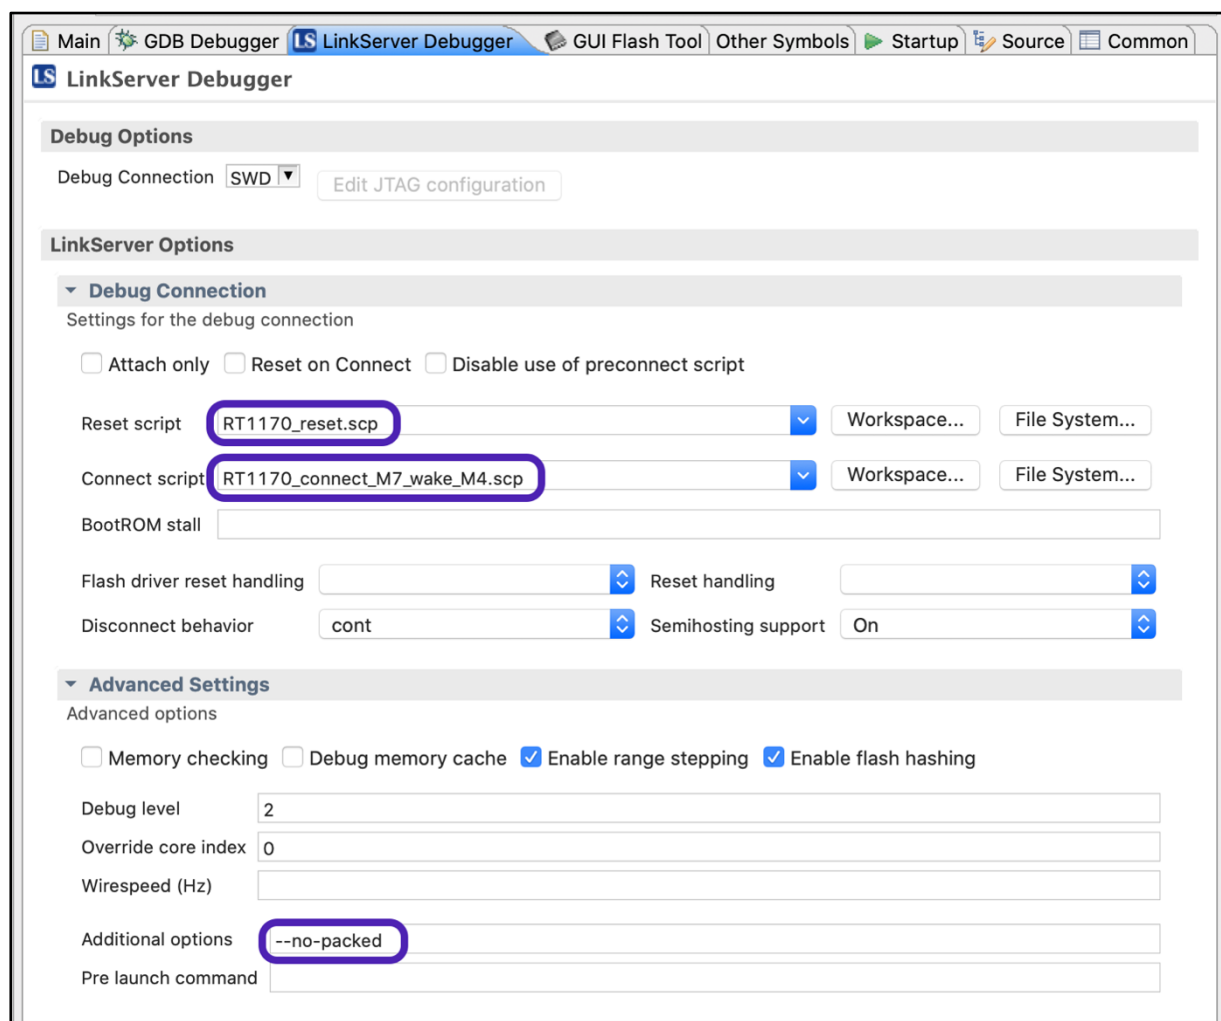 Main GDB Debugger LS LinkServer Debugger GUI Flash Tool Other Symbols Startup Source Common
LS LinkServer Debugger
Debug Options
Debug Connection SWD Edit JTAG configuration
LinkServer Options
Debug Connection
Settings for the debug connection
Attach only Reset on Connect Disable use of preconnect script
Reset script RT1170_reset.scp Workspace... File System...
Connect script RT1170_connect_M7_wake_M4.scp Workspace... File System...
BootROM stall
Flash driver reset handling Reset handling
Disconnect behavior cont Semihosting support On
Advanced Settings
Advanced options
Memory checking Debug memory cache Enable range stepping Enable flash hashing
Debug level 2
Override core index 0
Wirespeed (Hz)
Additional options --no-packed
Pre launch command